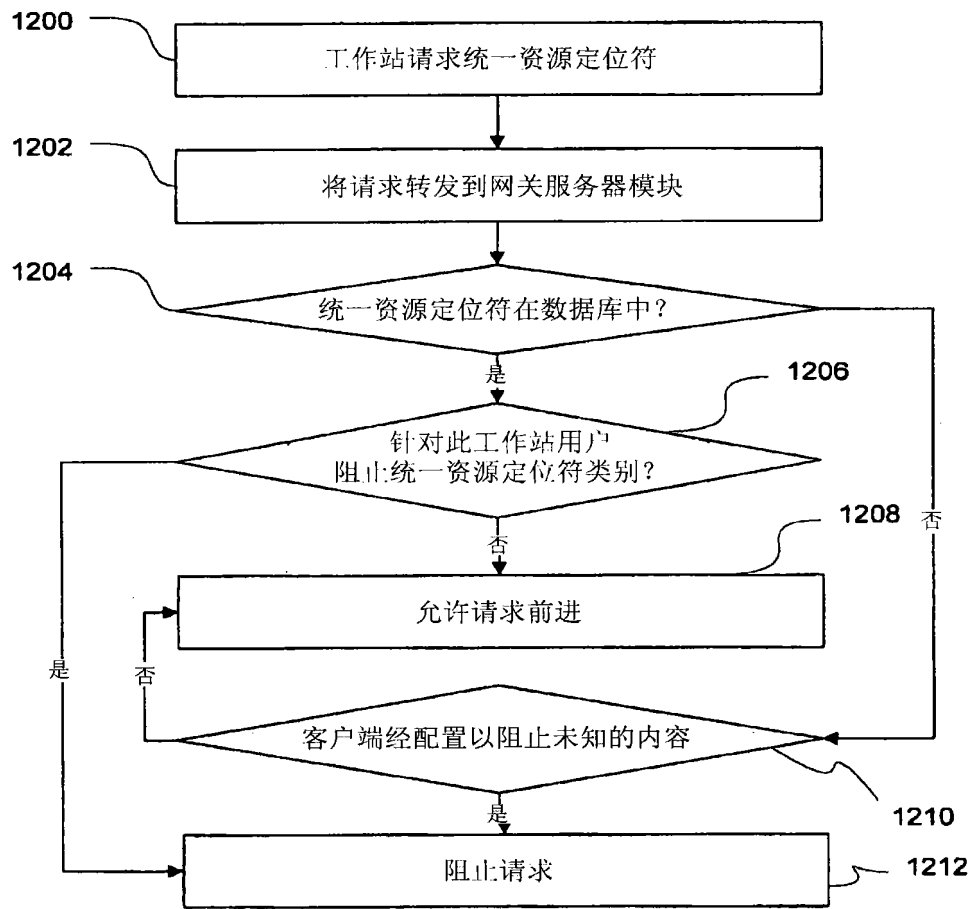 1200
工作站请求统一资源定位符
1202
将请求转发到网关服务器模块
1204
统一资源定位符在数据库中?
是
1206
针对此工作站用户
阻止统一资源定位符类别?
1208
否
否
允许请求前进
是
否
客户端经配置以阻止未知的内容
是
1210
阻止请求
1212